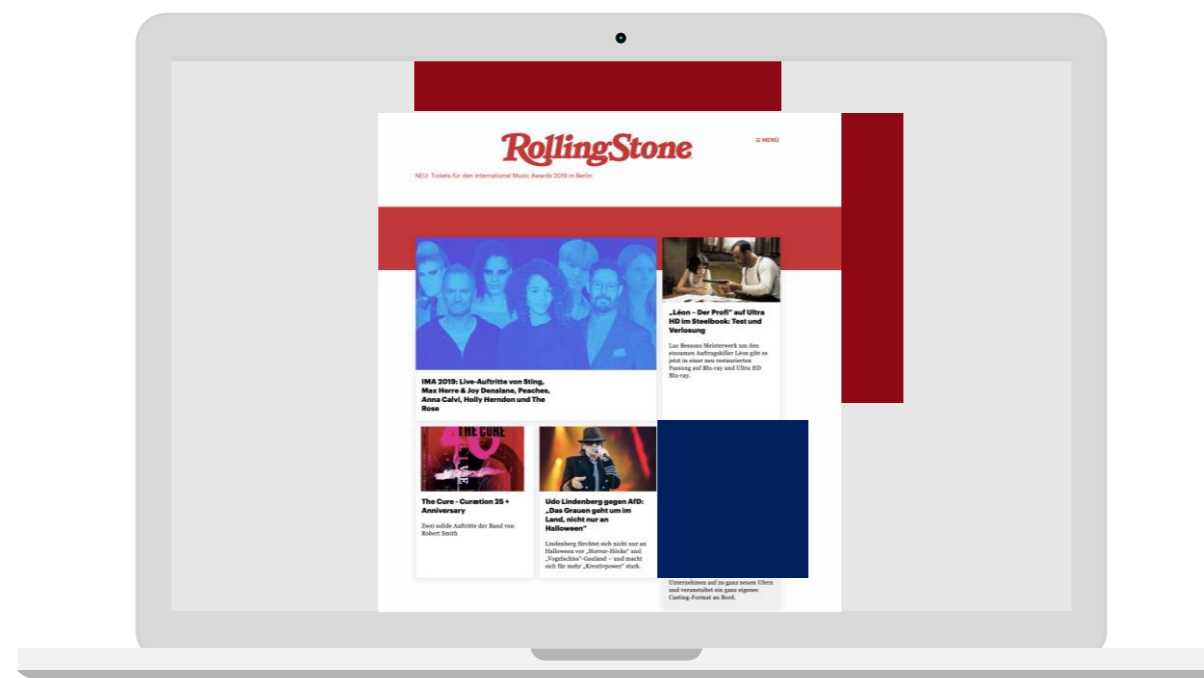 RollingStone
☰ MENÜ
NEU: Tickets für den International Music Awards 2019 in Berlin
IMA 2019: Live-Auftritte von Sting,
Max Herre & Joy Denalane, Peaches,
Anna Calvi, Holly Herndon und The
Rose
„Léon – Der Profi“ auf Ultra
HD im Steelbook: Test und
Verlosung
Luc Bessons Meisterwerk um den
einsamen Auftragskiller Léon gibt es
jetzt in einer neu restaurierten
Fassung auf Blu-ray und Ultra HD
Blu-ray.
THE CURE
40
LIVE
The Cure - Curætion 25 +
Anniversary
Zwei solide Auftritte der Band von
Robert Smith
Udo Lindenberg gegen AfD:
„Das Grauen geht um im
Land, nicht nur an
Halloween“
Lindenberg fürchtet sich nicht nur an
Halloween vor „Horror-Höcke“ und
„Vogelschiss“-Gauland – und macht
sich für mehr „Kreativpower“ stark.
Unternehmen auf zu ganz neuen Ufern
und veranstaltet ein ganz eigenes
Casting-Format an Bord.